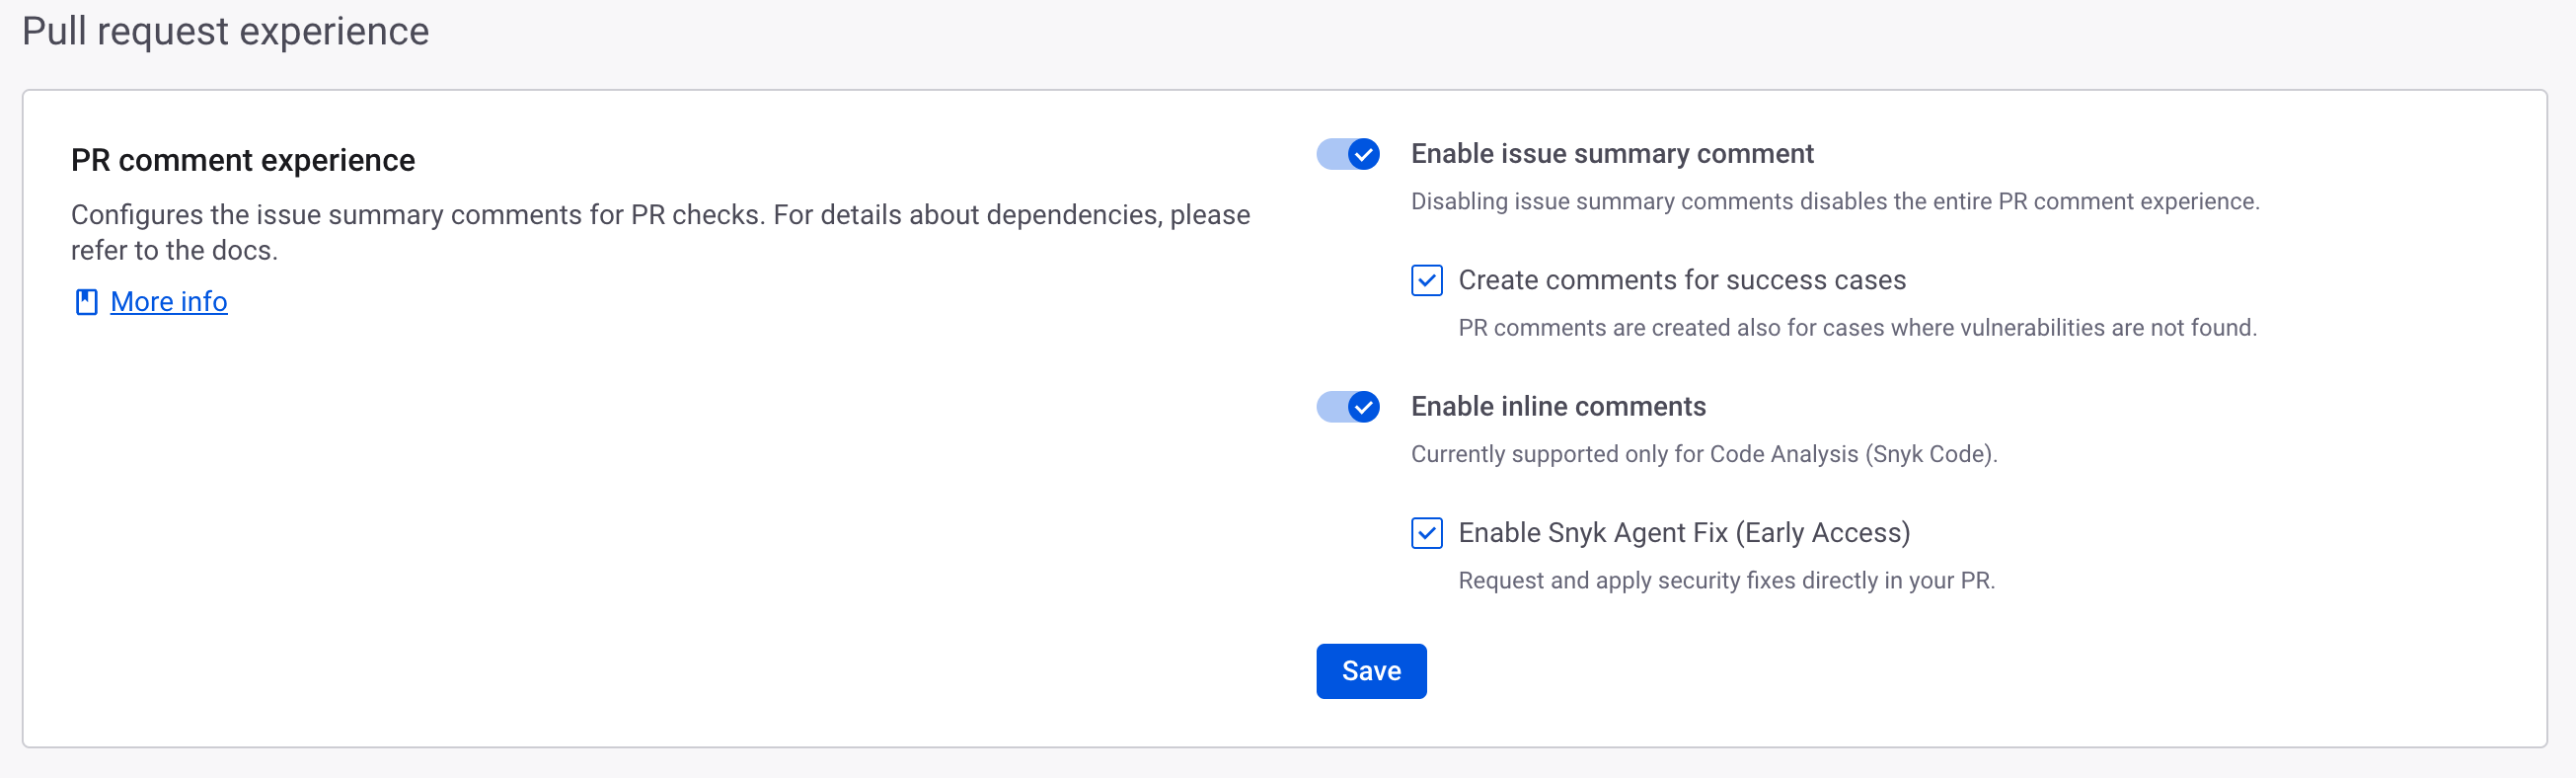 Pull request experience
PR comment experience
Configures the issue summary comments for PR checks. For details about dependencies, please
refer to the docs.
More info
Enable issue summary comment
Disabling issue summary comments disables the entire PR comment experience.
Create comments for success cases
PR comments are created also for cases where vulnerabilities are not found.
Enable inline comments
Currently supported only for Code Analysis (Snyk Code).
Enable Snyk Agent Fix (Early Access)
Request and apply security fixes directly in your PR.
Save